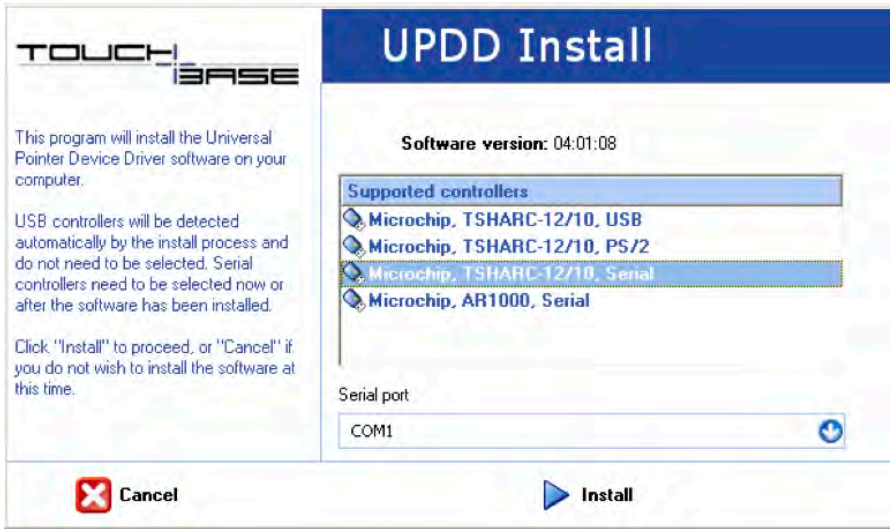 TOUCH
BASE
UPDD Install
This program will install the Universal
Pointer Device Driver software on your
computer.
USB controllers will be detected
automatically by the install process and
do not need to be selected. Serial
controllers need to be selected now or
after the software has been installed.
Click "Install" to proceed, or "Cancel" if
you do not wish to install the software at
this time.
Software version: 04:01:08
Supported controllers
Microchip, TSHARC-12/10, USB
Microchip, TSHARC-12/10, PS/2
Microchip, TSHARC-12/10, Serial
Microchip, AR1000, Serial
Serial port
COM1
Cancel
Install